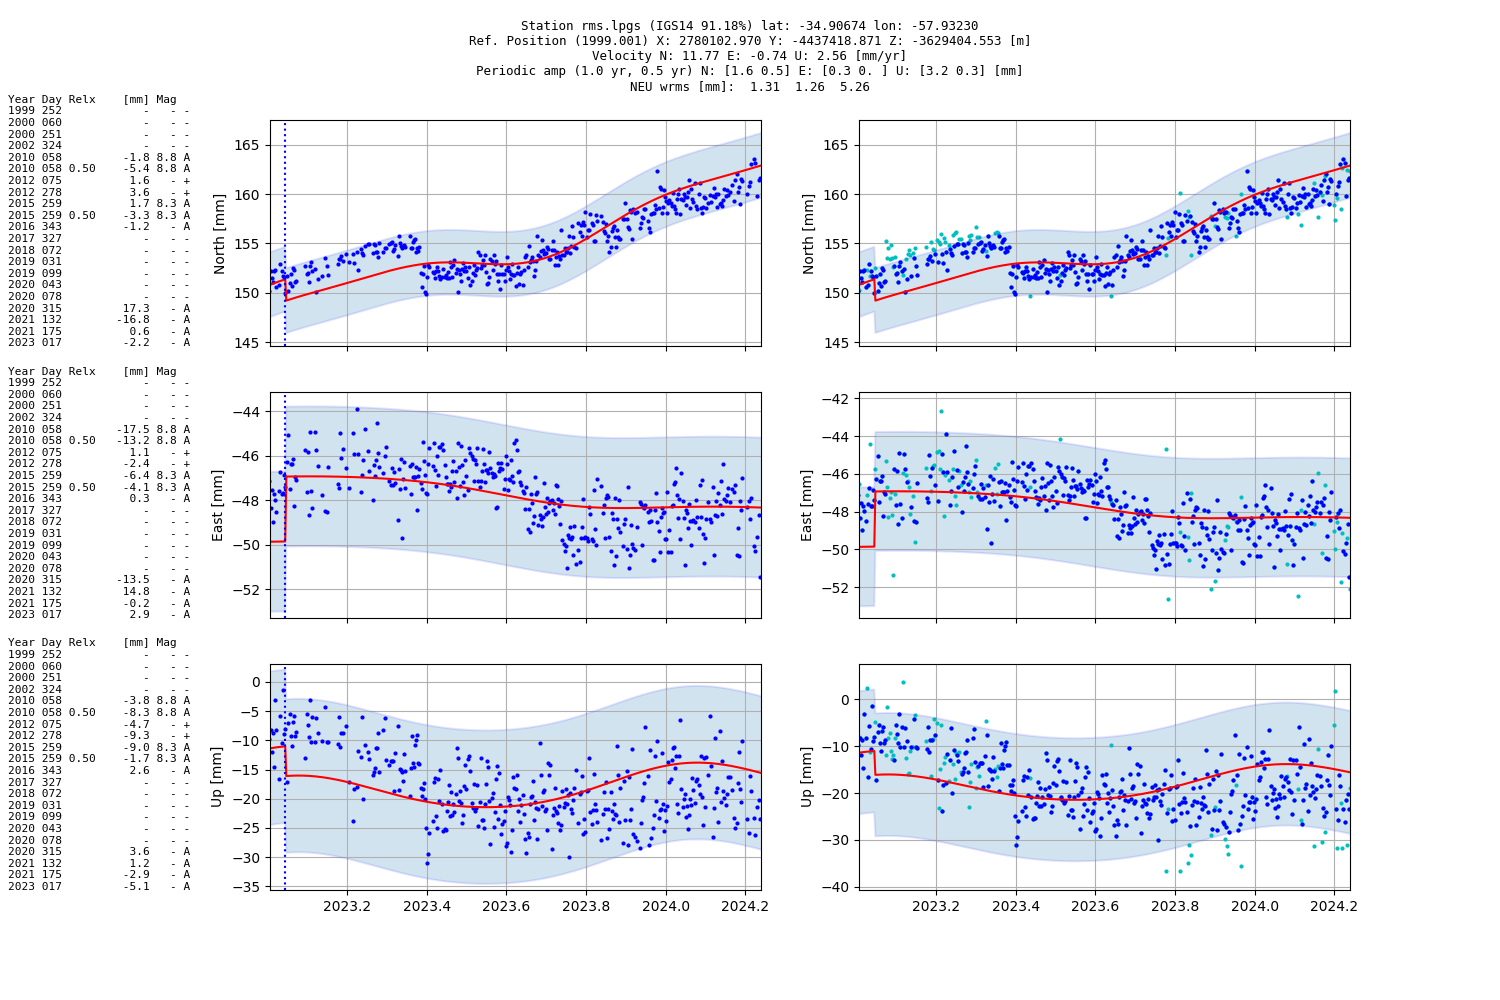 Station rms.lpgs (IGS14 91.18%) lat: -34.90674 lon: -57.93230
Ref. Position (1999.001) X: 2780102.970 Y: -4437418.871 Z: -3629404.553 [m]
Velocity N: 11.77 E: -0.74 U: 2.56 [mm/yr]
Periodic amp (1.0 yr, 0.5 yr) N: [1.6 0.5] E: [0.3 0. ] U: [3.2 0.3] [mm]
NEU wrms [mm]: 1.31 1.26 5.26
Year Day Relx [mm] Mag
1999 252 - - -
2000 060 - - -
2000 251 - - -
2002 324 - - -
2010 058 -1.8 8.8 A
2010 058 0.50 -5.4 8.8 A
2012 075 1.6 - +
2012 278 3.6 - +
2015 259 1.7 8.3 A
2015 259 0.50 -3.3 8.3 A
2016 343 -1.2 - A
2017 327 - - -
2018 072 - - -
2019 031 - - -
2019 099 - - -
2020 043 - - -
2020 078 - - -
2020 315 17.3 - A
2021 132 -16.8 - A
2021 175 0.6 - A
2023 017 -2.2 - A
North [mm]
165
160
155
150
145
North [mm]
165
160
155
150
145
Year Day Relx [mm] Mag
1999 252 - - -
2000 060 - - -
2000 251 - - -
2002 324 - - -
2010 058 -17.5 8.8 A
2010 058 0.50 -13.2 8.8 A
2012 075 1.1 - +
2012 278 -2.4 - +
2015 259 -6.4 8.3 A
2015 259 0.50 -4.1 8.3 A
2016 343 0.3 - A
2017 327 - - -
2018 072 - - -
2019 031 - - -
2019 099 - - -
2020 043 - - -
2020 078 - - -
2020 315 -13.5 - A
2021 132 14.8 - A
2021 175 -0.2 - A
2023 017 2.9 - A
East [mm]
−44
−46
−48
−50
−52
East [mm]
−42
−44
−46
−48
−50
−52
Year Day Relx [mm] Mag
1999 252 - - -
2000 060 - - -
2000 251 - - -
2002 324 - - -
2010 058 -3.8 8.8 A
2010 058 0.50 -8.3 8.8 A
2012 075 -4.7 - +
2012 278 -9.3 - +
2015 259 -9.0 8.3 A
2015 259 0.50 -1.7 8.3 A
2016 343 2.6 - A
2017 327 - - -
2018 072 - - -
2019 031 - - -
2019 099 - - -
2020 043 - - -
2020 078 - - -
2020 315 3.6 - A
2021 132 1.2 - A
2021 175 -2.9 - A
2023 017 -5.1 - A
Up [mm]
0
−5
−10
−15
−20
−25
−30
−35
2023.2 2023.4 2023.6 2023.8 2024.0 2024.2
Up [mm]
0
−10
−20
−30
−40
2023.2 2023.4 2023.6 2023.8 2024.0 2024.2